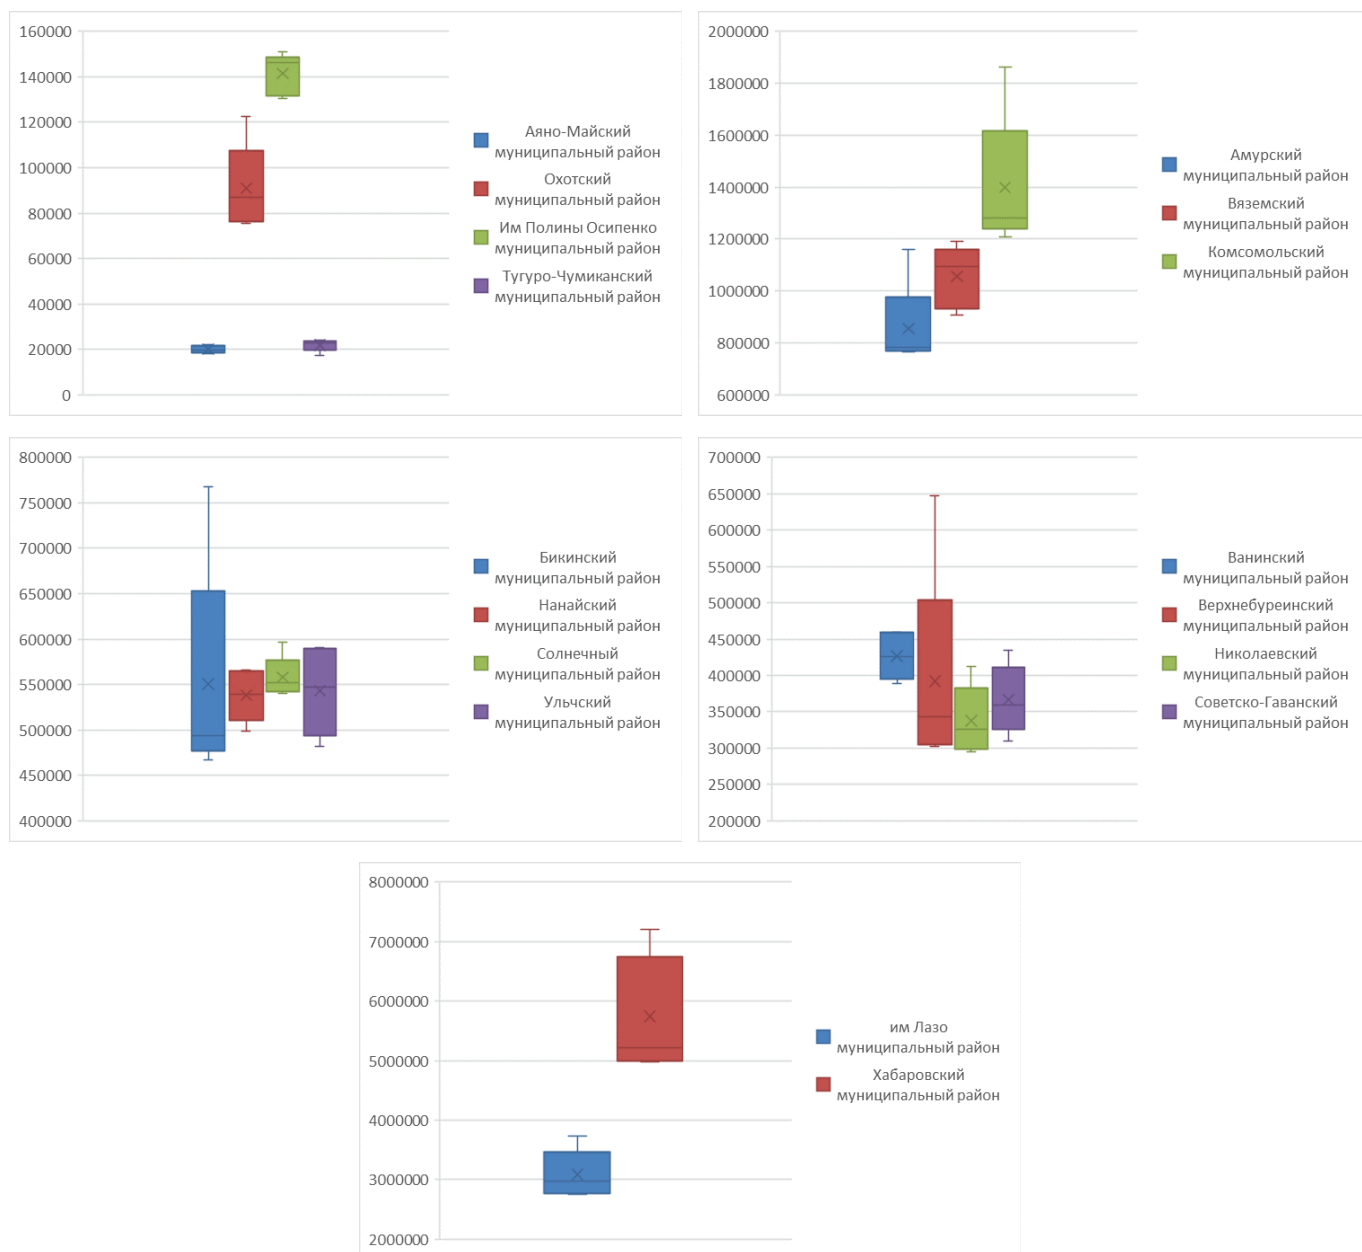 160000
140000
120000
100000
80000
60000
40000
20000
0
Аяно-Майский
муниципальный район
Охотский
муниципальный район
Им Полины Осипенко
муниципальный район
Тугуро-Чумиканский
муниципальный район
2000000
1800000
1600000
1400000
1200000
1000000
800000
600000
Амурский
муниципальный район
Вяземский
муниципальный район
Комсомольский
муниципальный район
800000
750000
700000
650000
600000
550000
500000
450000
400000
Бикинский
муниципальный район
Нанайский
муниципальный район
Солнечный
муниципальный район
Ульчский
муниципальный район
700000
650000
600000
550000
500000
450000
400000
350000
300000
250000
200000
Ванинский
муниципальный район
Верхнебуреинский
муниципальный район
Николаевский
муниципальный район
Советско-Гаванский
муниципальный район
8000000
7000000
6000000
5000000
4000000
3000000
2000000
им Лазо
муниципальный район
Хабаровский
муниципальный район